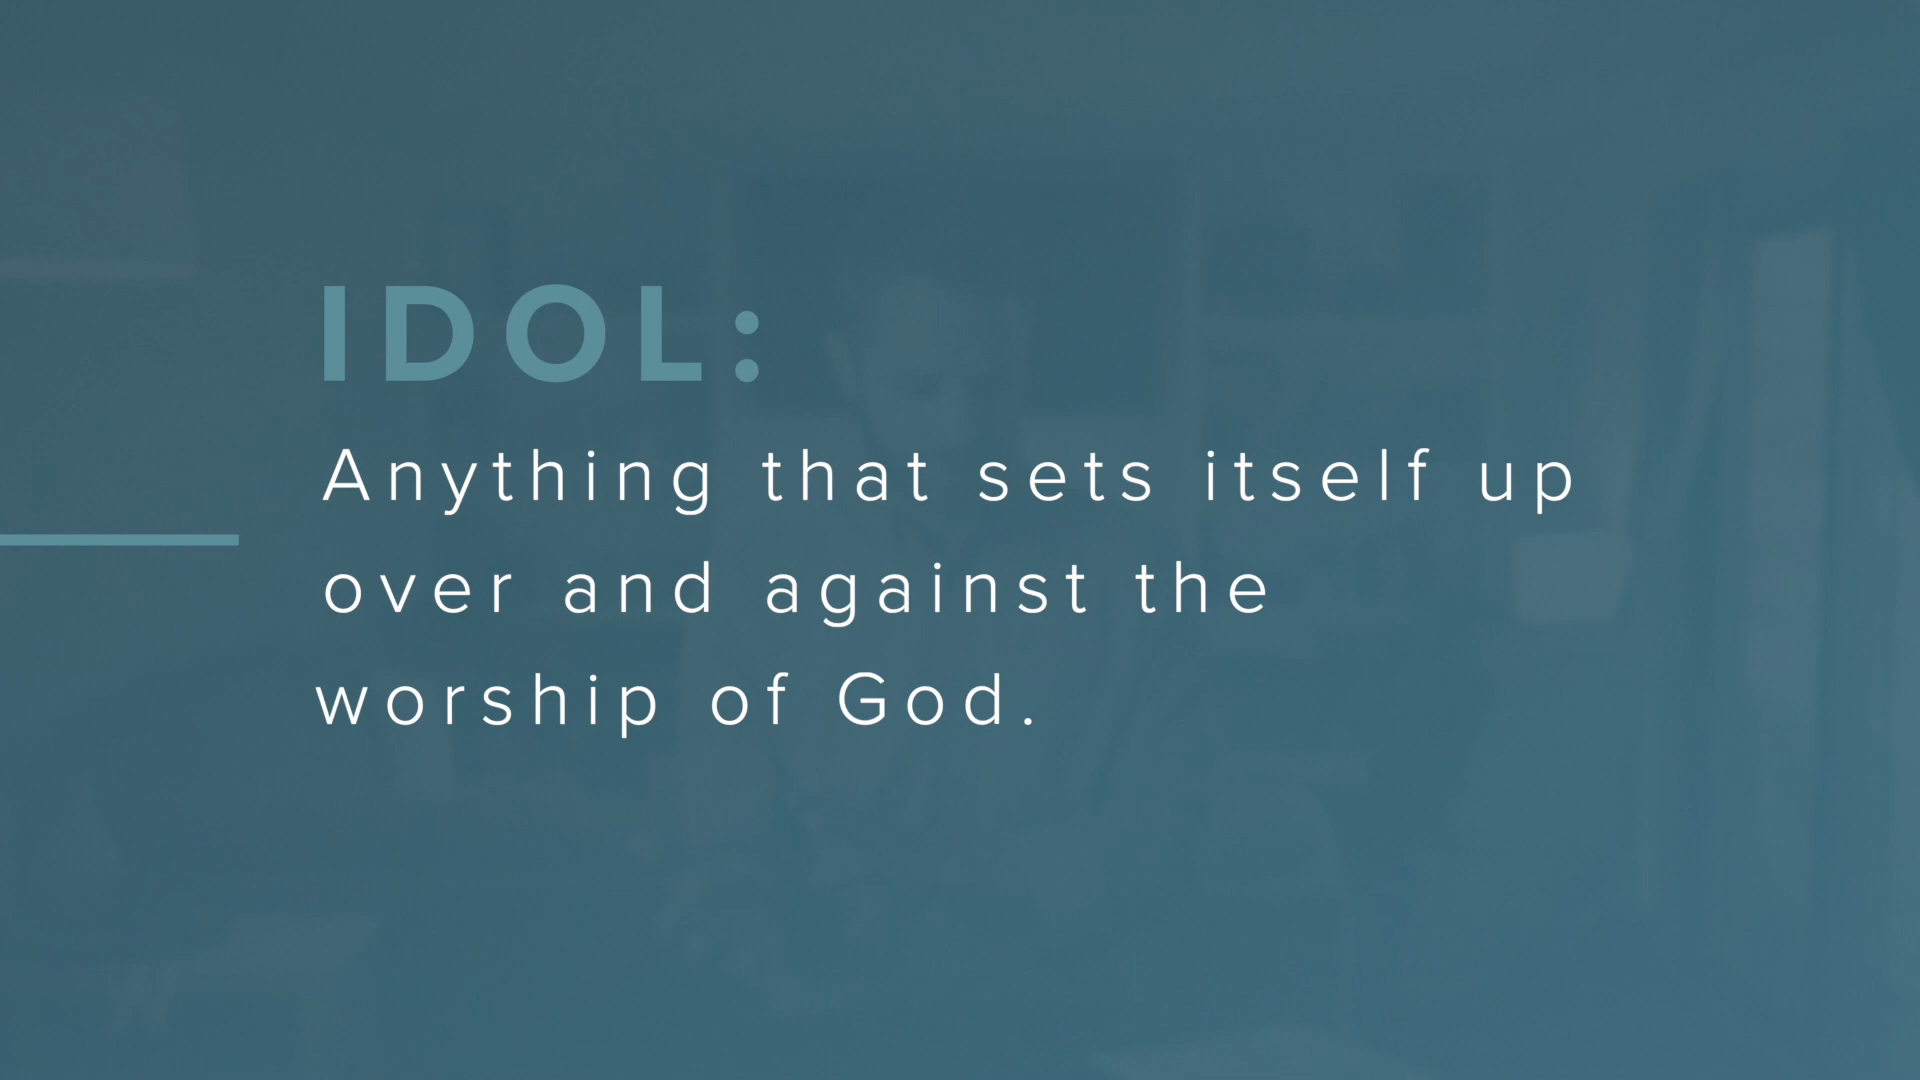 IDOL:
Anything that sets itself up
over and against the
worship of God.